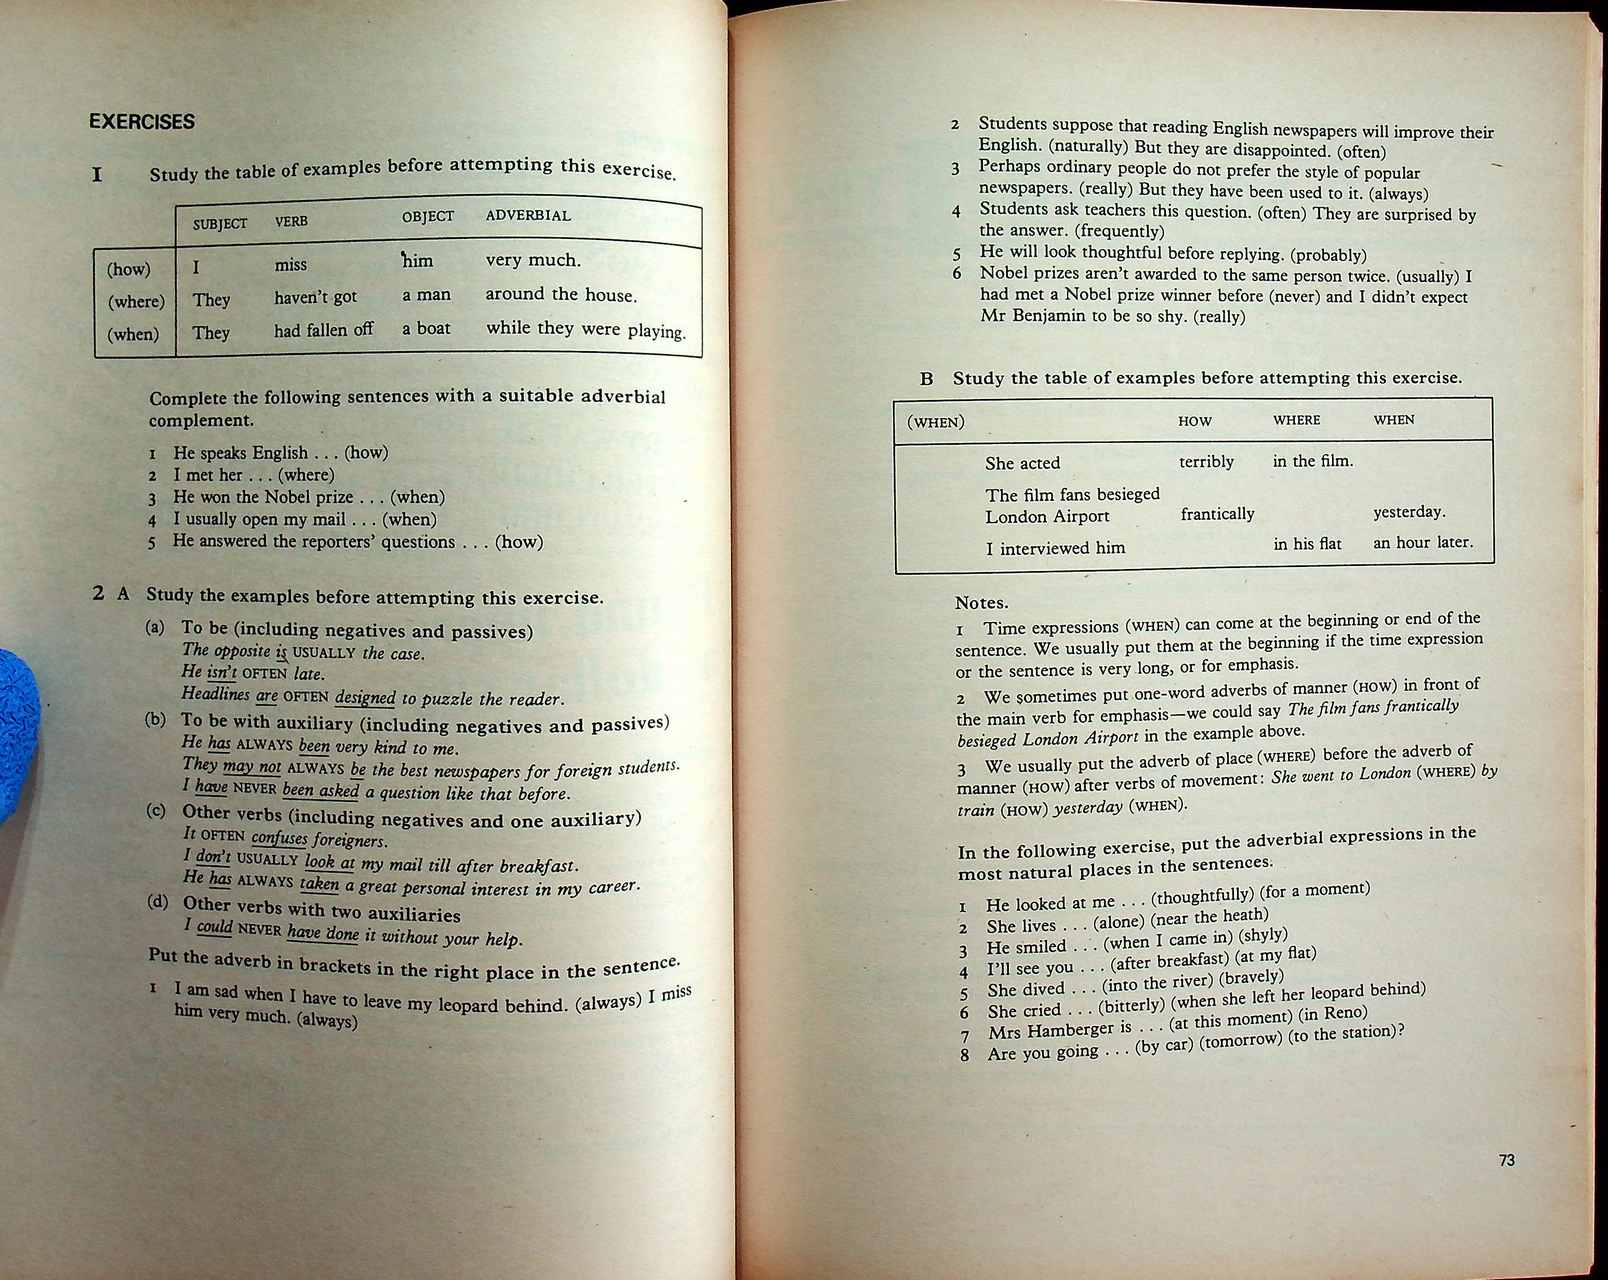 EXERCISES
1 Study the table of examples before attempting this exercise.
SUBJECT VERB OBJECT ADVERBIAL
(how) I miss him very much.
(where) They haven't got a man around the house.
(when) They had fallen off a boat while they were playing.
Complete the following sentences with a suitable adverbial
complement.
1 He speaks English . . . (how)
2 I met her . . . (where)
3 He won the Nobel prize . . . (when)
4 I usually open my mail . . . (when)
5 He answered the reporters' questions . . . (how)
2 A Study the examples before attempting this exercise.
(a) To be (including negatives and passives)
The opposite is USUALLY the case.
He isn't OFTEN late.
Headlines are OFTEN designed to puzzle the reader.
(b) To be with auxiliary (including negatives and passives)
He has ALWAYS been very kind to me.
They may not ALWAYS be the best newspapers for foreign students.
I have NEVER been asked a question like that before.
(c) Other verbs (including negatives and one auxiliary)
It OFTEN confuses foreigners.
I don't USUALLY look at my mail till after breakfast.
He has ALWAYS taken a great personal interest in my career.
(d) Other verbs with two auxiliaries
I could NEVER have done it without your help.
Put the adverb in brackets in the right place in the sentence.
1 I am sad when I have to leave my leopard behind. (always) I miss
him very much. (always)
2 Students suppose that reading English newspapers will improve their
English. (naturally) But they are disappointed. (often)
3 Perhaps ordinary people do not prefer the style of popular
newspapers. (really) But they have been used to it. (always)
4 Students ask teachers this question. (often) They are surprised by
the answer. (frequently)
5 He will look thoughtful before replying. (probably)
6 Nobel prizes aren't awarded to the same person twice. (usually) I
had met a Nobel prize winner before (never) and I didn't expect
Mr Benjamin to be so shy. (really)
B Study the table of examples before attempting this exercise.
(WHEN) HOW WHERE WHEN
She acted terribly in the film.
The film fans besieged
London Airport frantically yesterday.
I interviewed him in his flat an hour later.
Notes.
1 Time expressions (WHEN) can come at the beginning or end of the
sentence. We usually put them at the beginning if the time expression
or the sentence is very long, or for emphasis.
2 We sometimes put one-word adverbs of manner (HOW) in front of
the main verb for emphasis—we could say The film fans frantically
besieged London Airport in the example above.
3 We usually put the adverb of place (WHERE) before the adverb of
manner (HOW) after verbs of movement: She went to London (WHERE) by
train (HOW) yesterday (WHEN).
In the following exercise, put the adverbial expressions in the
most natural places in the sentences.
1 He looked at me . . . (thoughtfully) (for a moment)
2 She lives . . . (alone) (near the heath)
3 He smiled . . . (when I came in) (shyly)
4 I'll see you . . . (after breakfast) (at my flat)
5 She dived . . . (into the river) (bravely)
6 She cried . . . (bitterly) (when she left her leopard behind)
7 Mrs Hamberger is . . . (at this moment) (in Reno)
8 Are you going . . . (by car) (tomorrow) (to the station)?
73